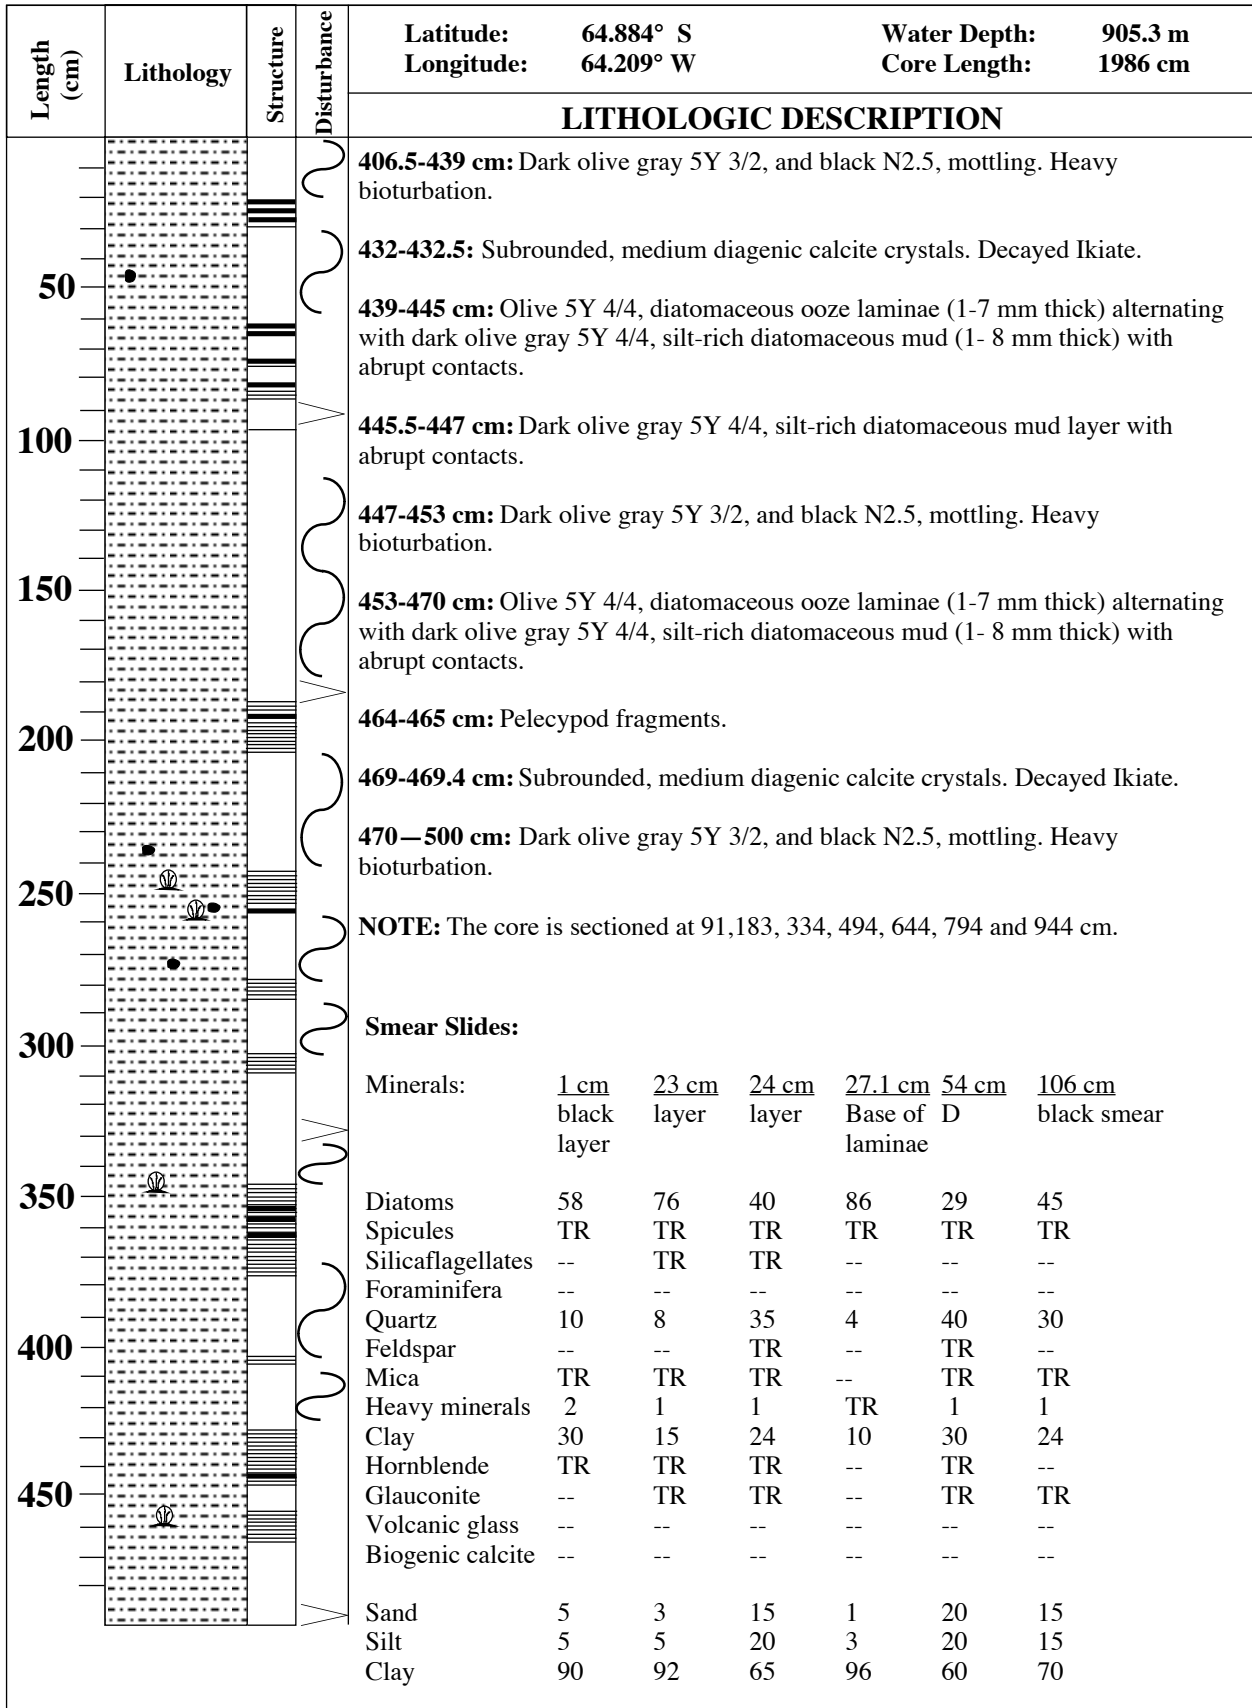 Length
(cm)
Lithology
Structure
Disturbance
Latitude: 64.884° S Water Depth: 905.3 m
Longitude: 64.209° W Core Length: 1986 cm
LITHOLOGIC DESCRIPTION
50
100
150
200
250
300
350
400
450
406.5-439 cm: Dark olive gray 5Y 3/2, and black N2.5, mottling. Heavy
bioturbation.
432-432.5: Subrounded, medium diagenic calcite crystals. Decayed Ikiate.
439-445 cm: Olive 5Y 4/4, diatomaceous ooze laminae (1-7 mm thick) alternating
with dark olive gray 5Y 4/4, silt-rich diatomaceous mud (1- 8 mm thick) with
abrupt contacts.
445.5-447 cm: Dark olive gray 5Y 4/4, silt-rich diatomaceous mud layer with
abrupt contacts.
447-453 cm: Dark olive gray 5Y 3/2, and black N2.5, mottling. Heavy
bioturbation.
453-470 cm: Olive 5Y 4/4, diatomaceous ooze laminae (1-7 mm thick) alternating
with dark olive gray 5Y 4/4, silt-rich diatomaceous mud (1- 8 mm thick) with
abrupt contacts.
464-465 cm: Pelecypod fragments.
469-469.4 cm: Subrounded, medium diagenic calcite crystals. Decayed Ikiate.
470—500 cm: Dark olive gray 5Y 3/2, and black N2.5, mottling. Heavy
bioturbation.
NOTE: The core is sectioned at 91,183, 334, 494, 644, 794 and 944 cm.
Smear Slides:
Minerals: 1 cm 23 cm 24 cm 27.1 cm 54 cm 106 cm
black layer layer Base of D black smear
layer laminae
Diatoms 58 76 40 86 29 45
Spicules TR TR TR TR TR TR
Silicaflagellates -- TR TR -- -- --
Foraminifera -- -- -- -- -- --
Quartz 10 8 35 4 40 30
Feldspar -- -- TR -- TR --
Mica TR TR TR -- TR TR
Heavy minerals 2 1 1 TR 1 1
Clay 30 15 24 10 30 24
Hornblende TR TR TR -- TR --
Glauconite -- TR TR -- TR TR
Volcanic glass -- -- -- -- -- --
Biogenic calcite -- -- -- -- -- --
Sand 5 3 15 1 20 15
Silt 5 5 20 3 20 15
Clay 90 92 65 96 60 70